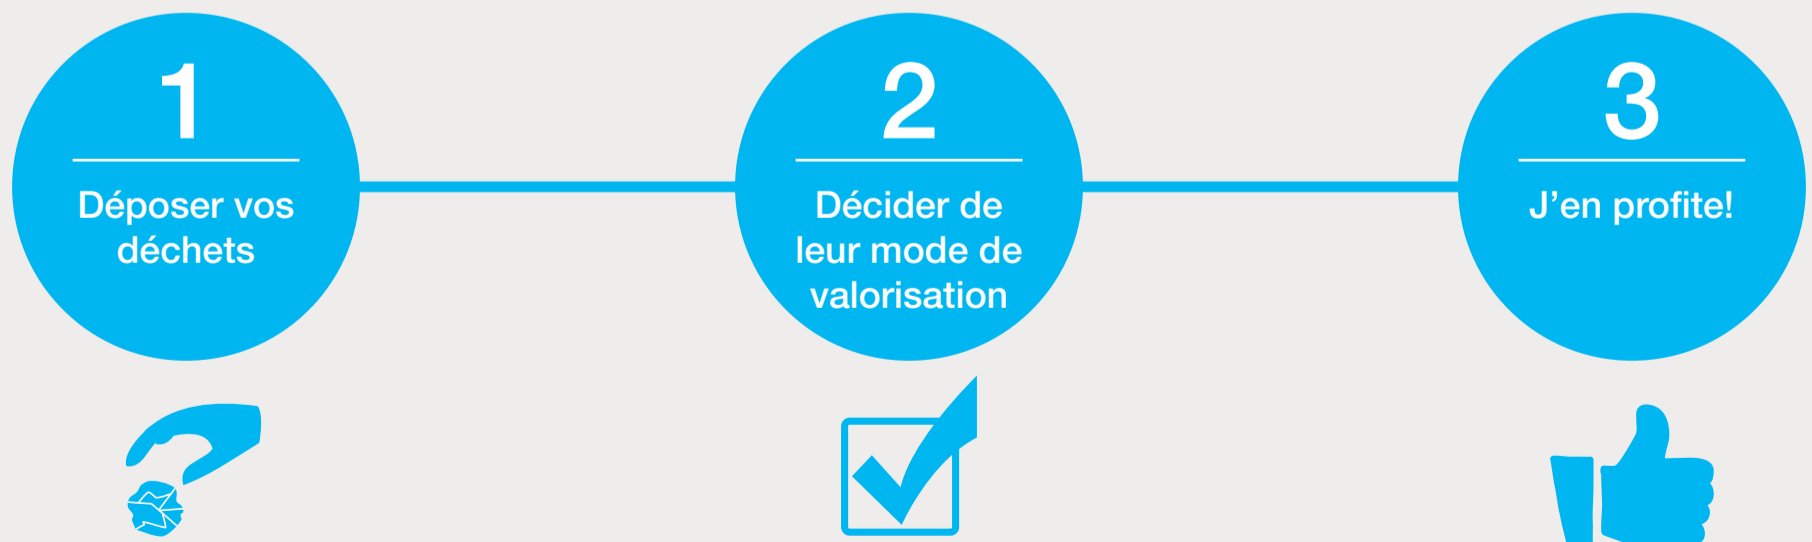 1
Déposer vos
déchets
2
Décider de
leur mode de
valorisation
3
J’en profite!